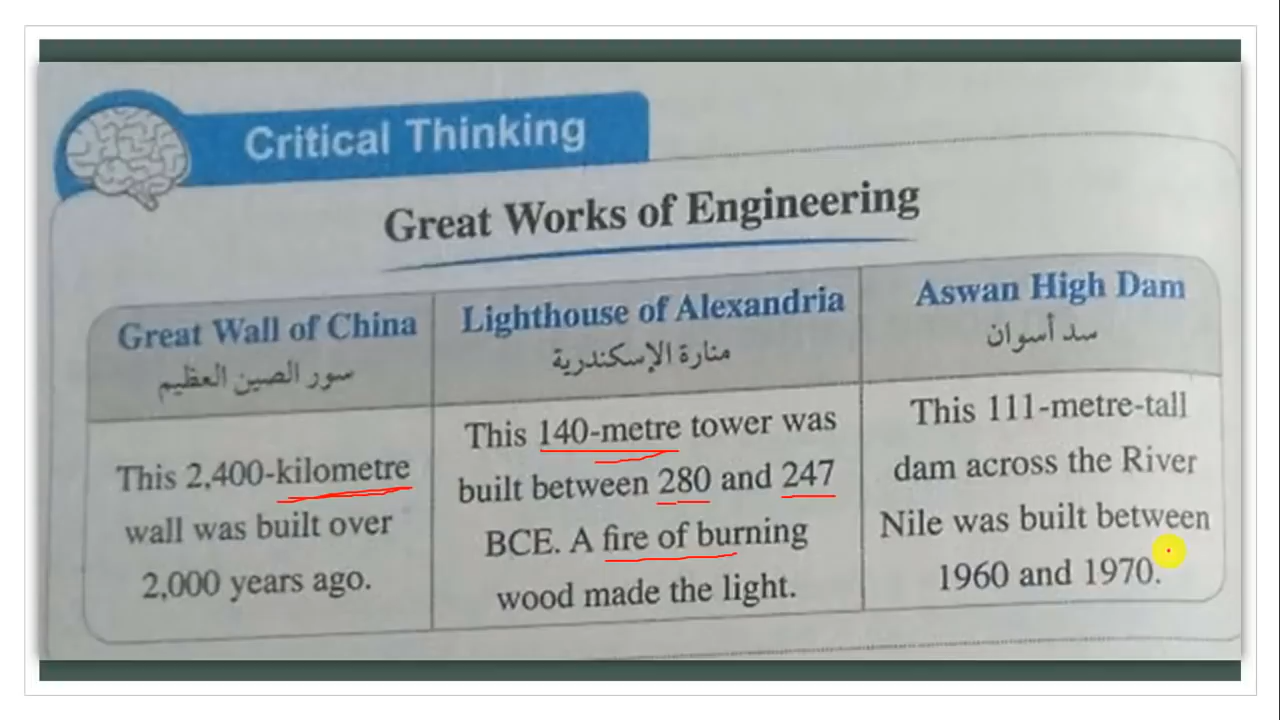 Critical Thinking
Great Works of Engineering
Great Wall of China
سور الصين العظيم
This 2,400-kilometre
wall was built over
2,000 years ago.
Lighthouse of Alexandria
منارة الإسكندرية
This 140-metre tower was
built between 280 and 247
BCE. A fire of burning
wood made the light.
Aswan High Dam
سد أسوان
This 111-metre-tall
dam across the River
Nile was built between
1960 and 1970.